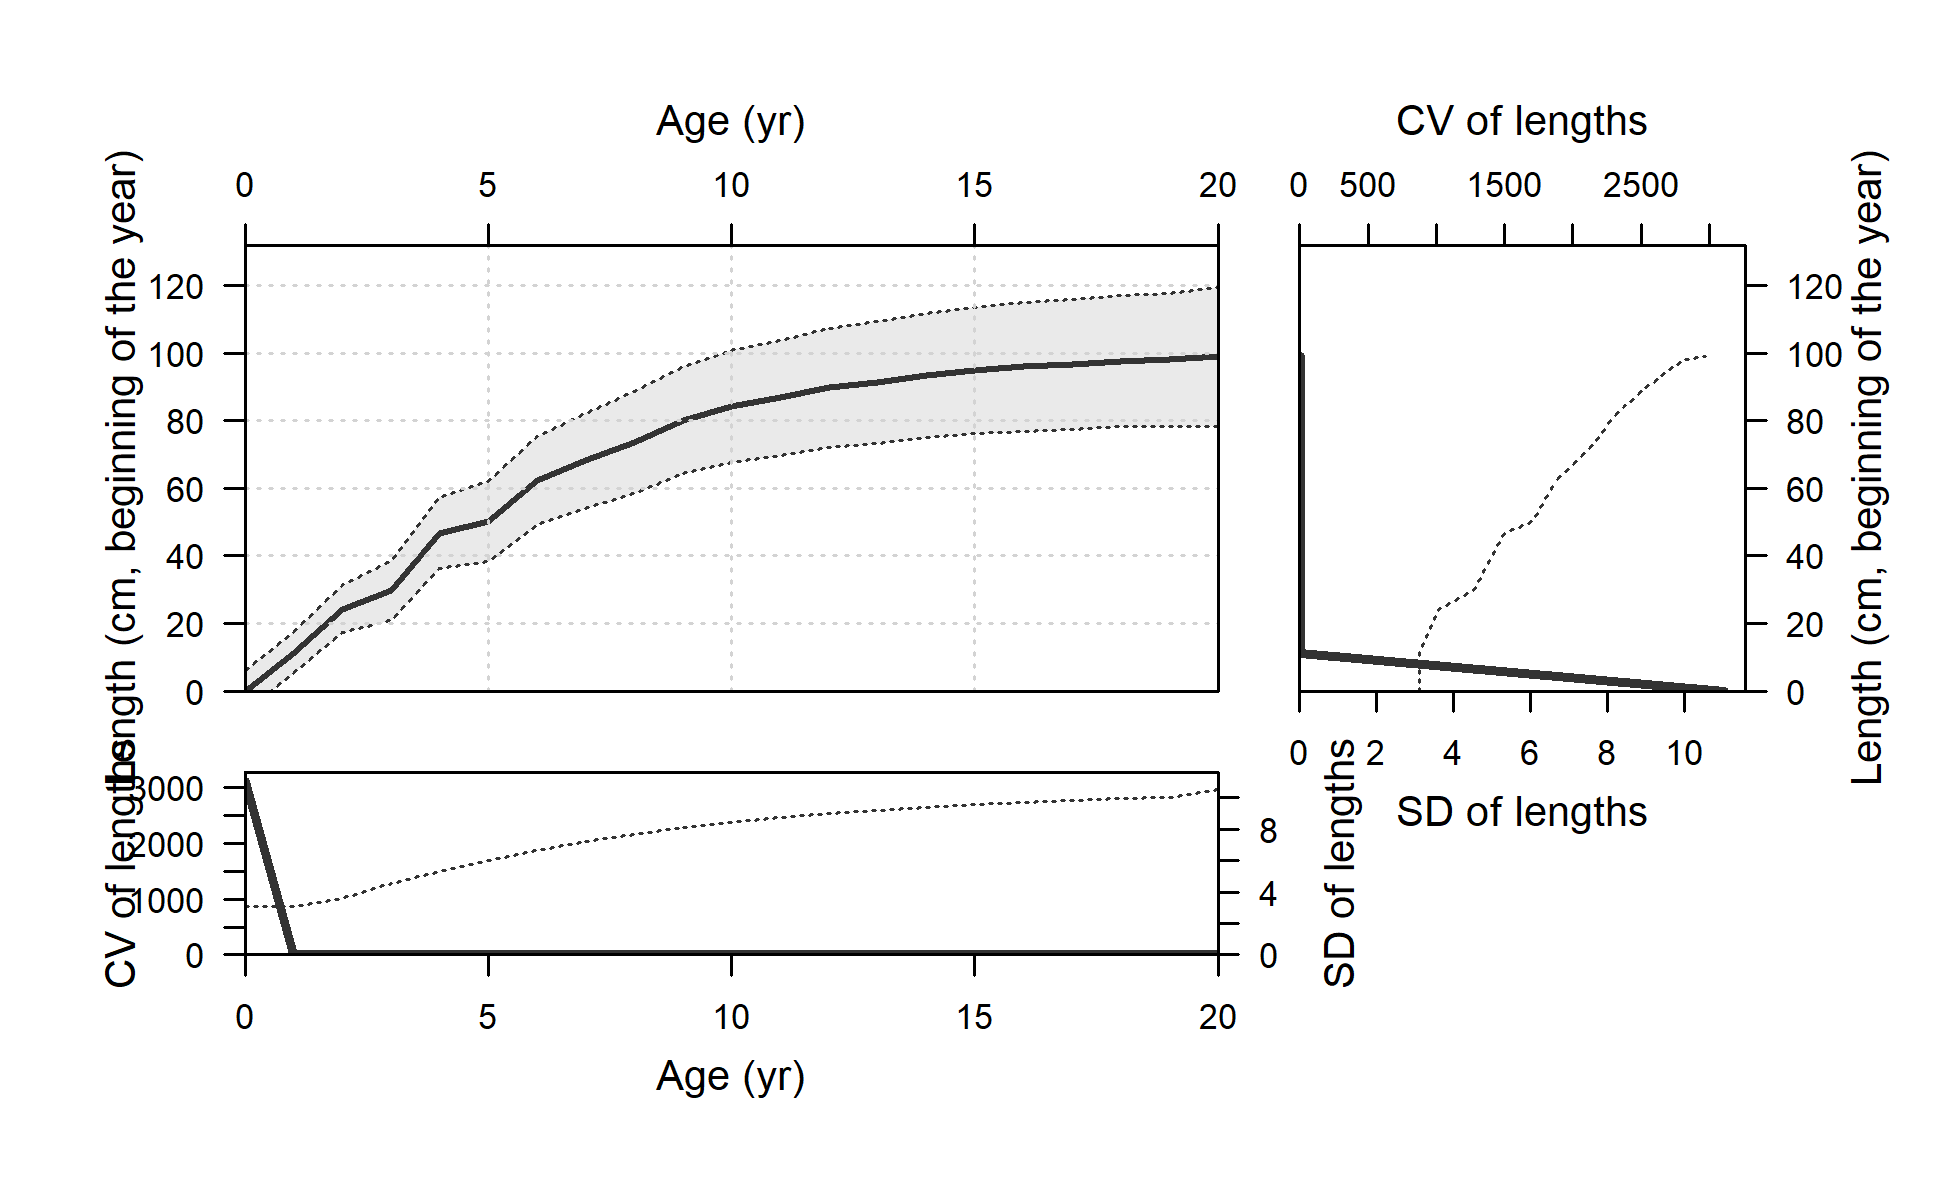 Age (yr)
CV of lengths
0 5 10 15 20
0 500 1500 2500
Length (cm, beginning of the year)
120
100
80
60
40
20
0
120
100
80
60
40
20
0
Length (cm, beginning of the year)
0 2 4 6 8 10
SD of lengths
CV of lengths
3000
2000
1000
0
8
4
0
SD of lengths
0 5 10 15 20
Age (yr)